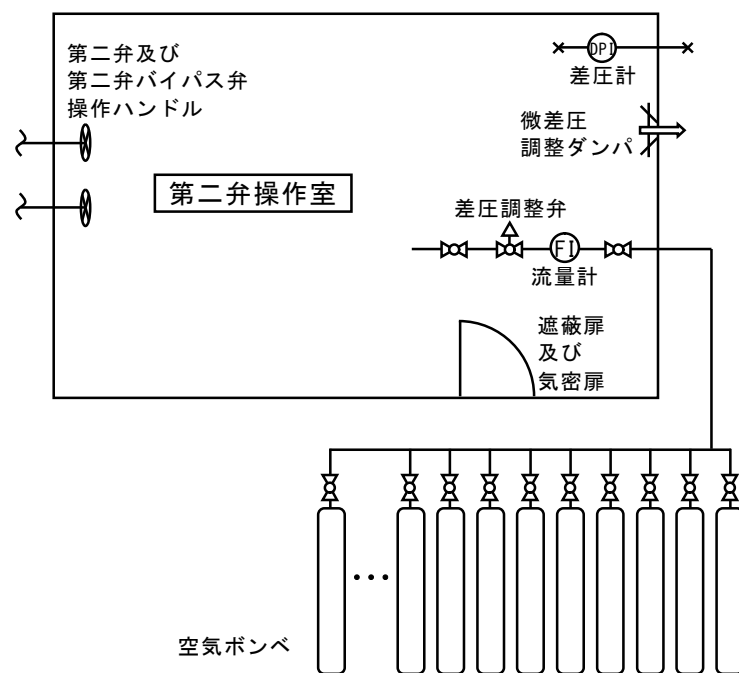 第二弁及び
第二弁バイパス弁
操作ハンドル
DPI
差圧計
微差圧
調整ダンパ
第二弁操作室
差圧調整弁
FI
流量計
遮蔽扉
及び
気密扉
・・・
空気ボンベ